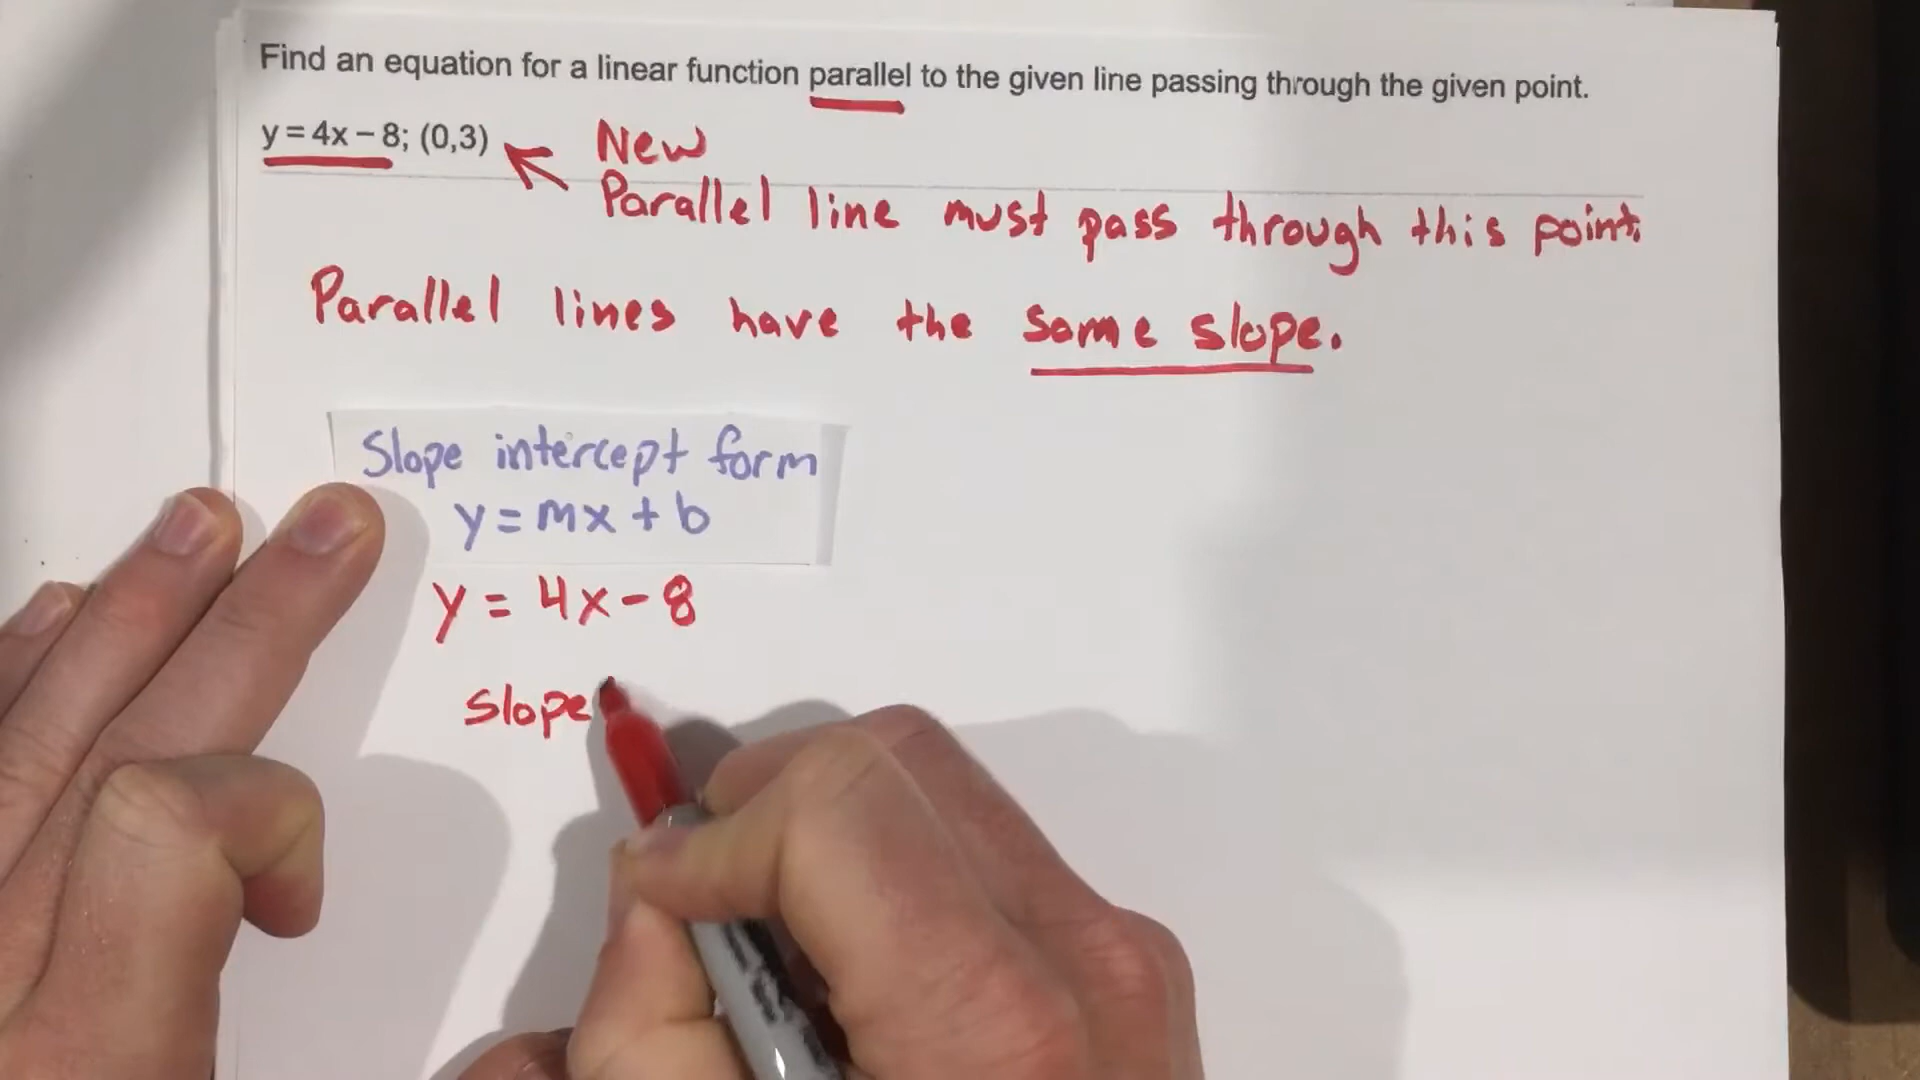 Find an equation for a linear function parallel to the given line passing through the given point.
y = 4x – 8; (0,3)
New
Parallel line must pass through this point.
Parallel lines have the same slope.
Slope intercept form
y = mx + b
y = 4x - 8
slope